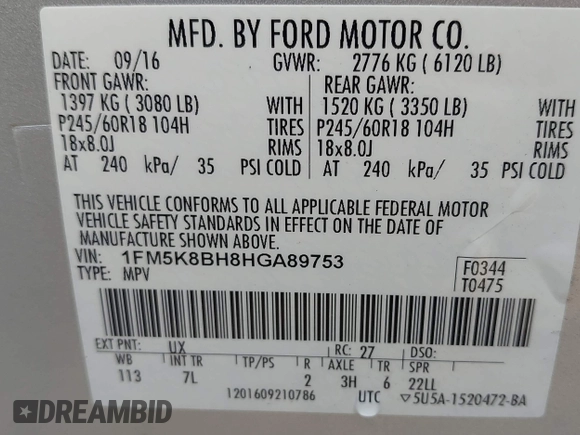 MFD. BY FORD MOTOR CO.
DATE: 09/16 GVWR: 2776 KG ( 6120 LB)
FRONT GAWR: REAR GAWR:
1397 KG ( 3080 LB) WITH 1520 KG ( 3350 LB) WITH
P245/60R18 104H TIRES P245/60R18 104H TIRES
18x8.0J RIMS 18x8.0J RIMS
AT 240 kPa/ 35 PSI COLD AT 240 kPa/ 35 PSI COLD
THIS VEHICLE CONFORMS TO ALL APPLICABLE FEDERAL MOTOR
VEHICLE SAFETY STANDARDS IN EFFECT ON THE DATE OF
MANUFACTURE SHOWN ABOVE.
VIN: 1FM5K8BH8HGA89753
TYPE: MPV
F0344
T0475
EXT PNT: UX RC: 27 DSO:
WB INT TR TP/PS R AXLE TR SPR
113 7L 2 3H 6 22LL
1201609210786 UTC ▽5U5A-1520472-BA
DREAMBID
DREAMBID